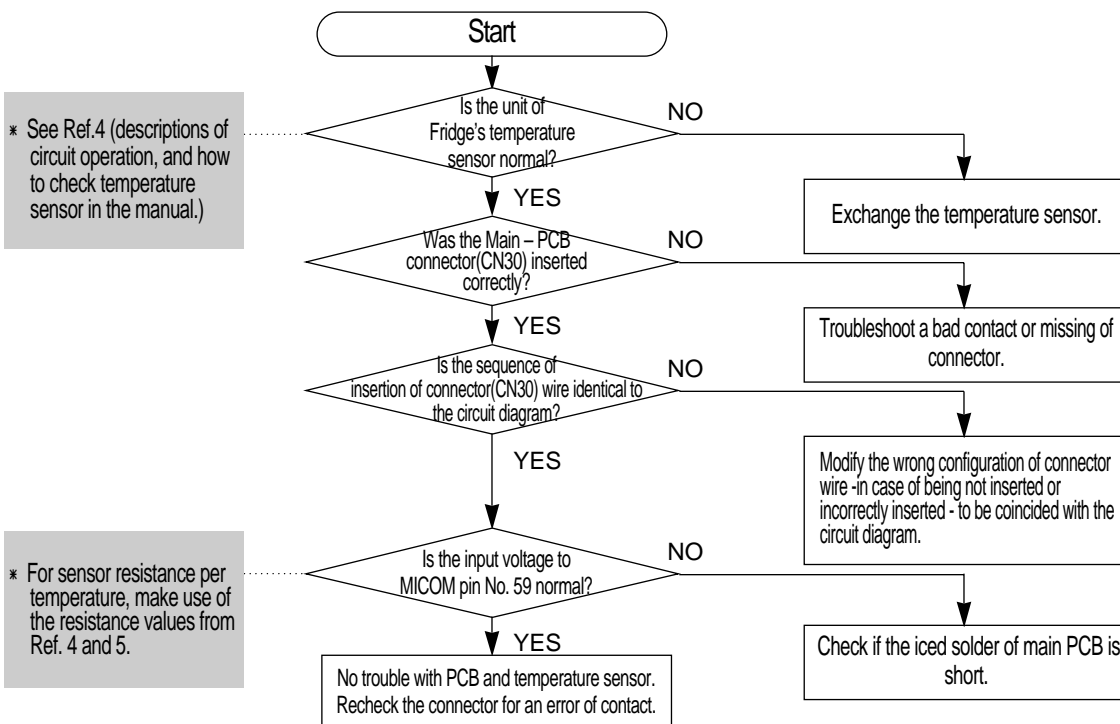 Start
Is the unit of
Fridge's temperature
sensor normal?
NO
* See Ref.4 (descriptions of
circuit operation, and how
to check temperature
sensor in the manual.)
YES
Exchange the temperature sensor.
Was the Main – PCB
connector(CN30) inserted
correctly?
NO
YES
Troubleshoot a bad contact or missing of
connector.
Is the sequence of
insertion of connector(CN30) wire identical to
the circuit diagram?
NO
YES
Modify the wrong configuration of connector
wire -in case of being not inserted or
incorrectly inserted - to be coincided with the
circuit diagram.
Is the input voltage to
MICOM pin No. 59 normal?
NO
* For sensor resistance per
temperature, make use of
the resistance values from
Ref. 4 and 5.
YES
Check if the iced solder of main PCB is
short.
No trouble with PCB and temperature sensor.
Recheck the connector for an error of contact.